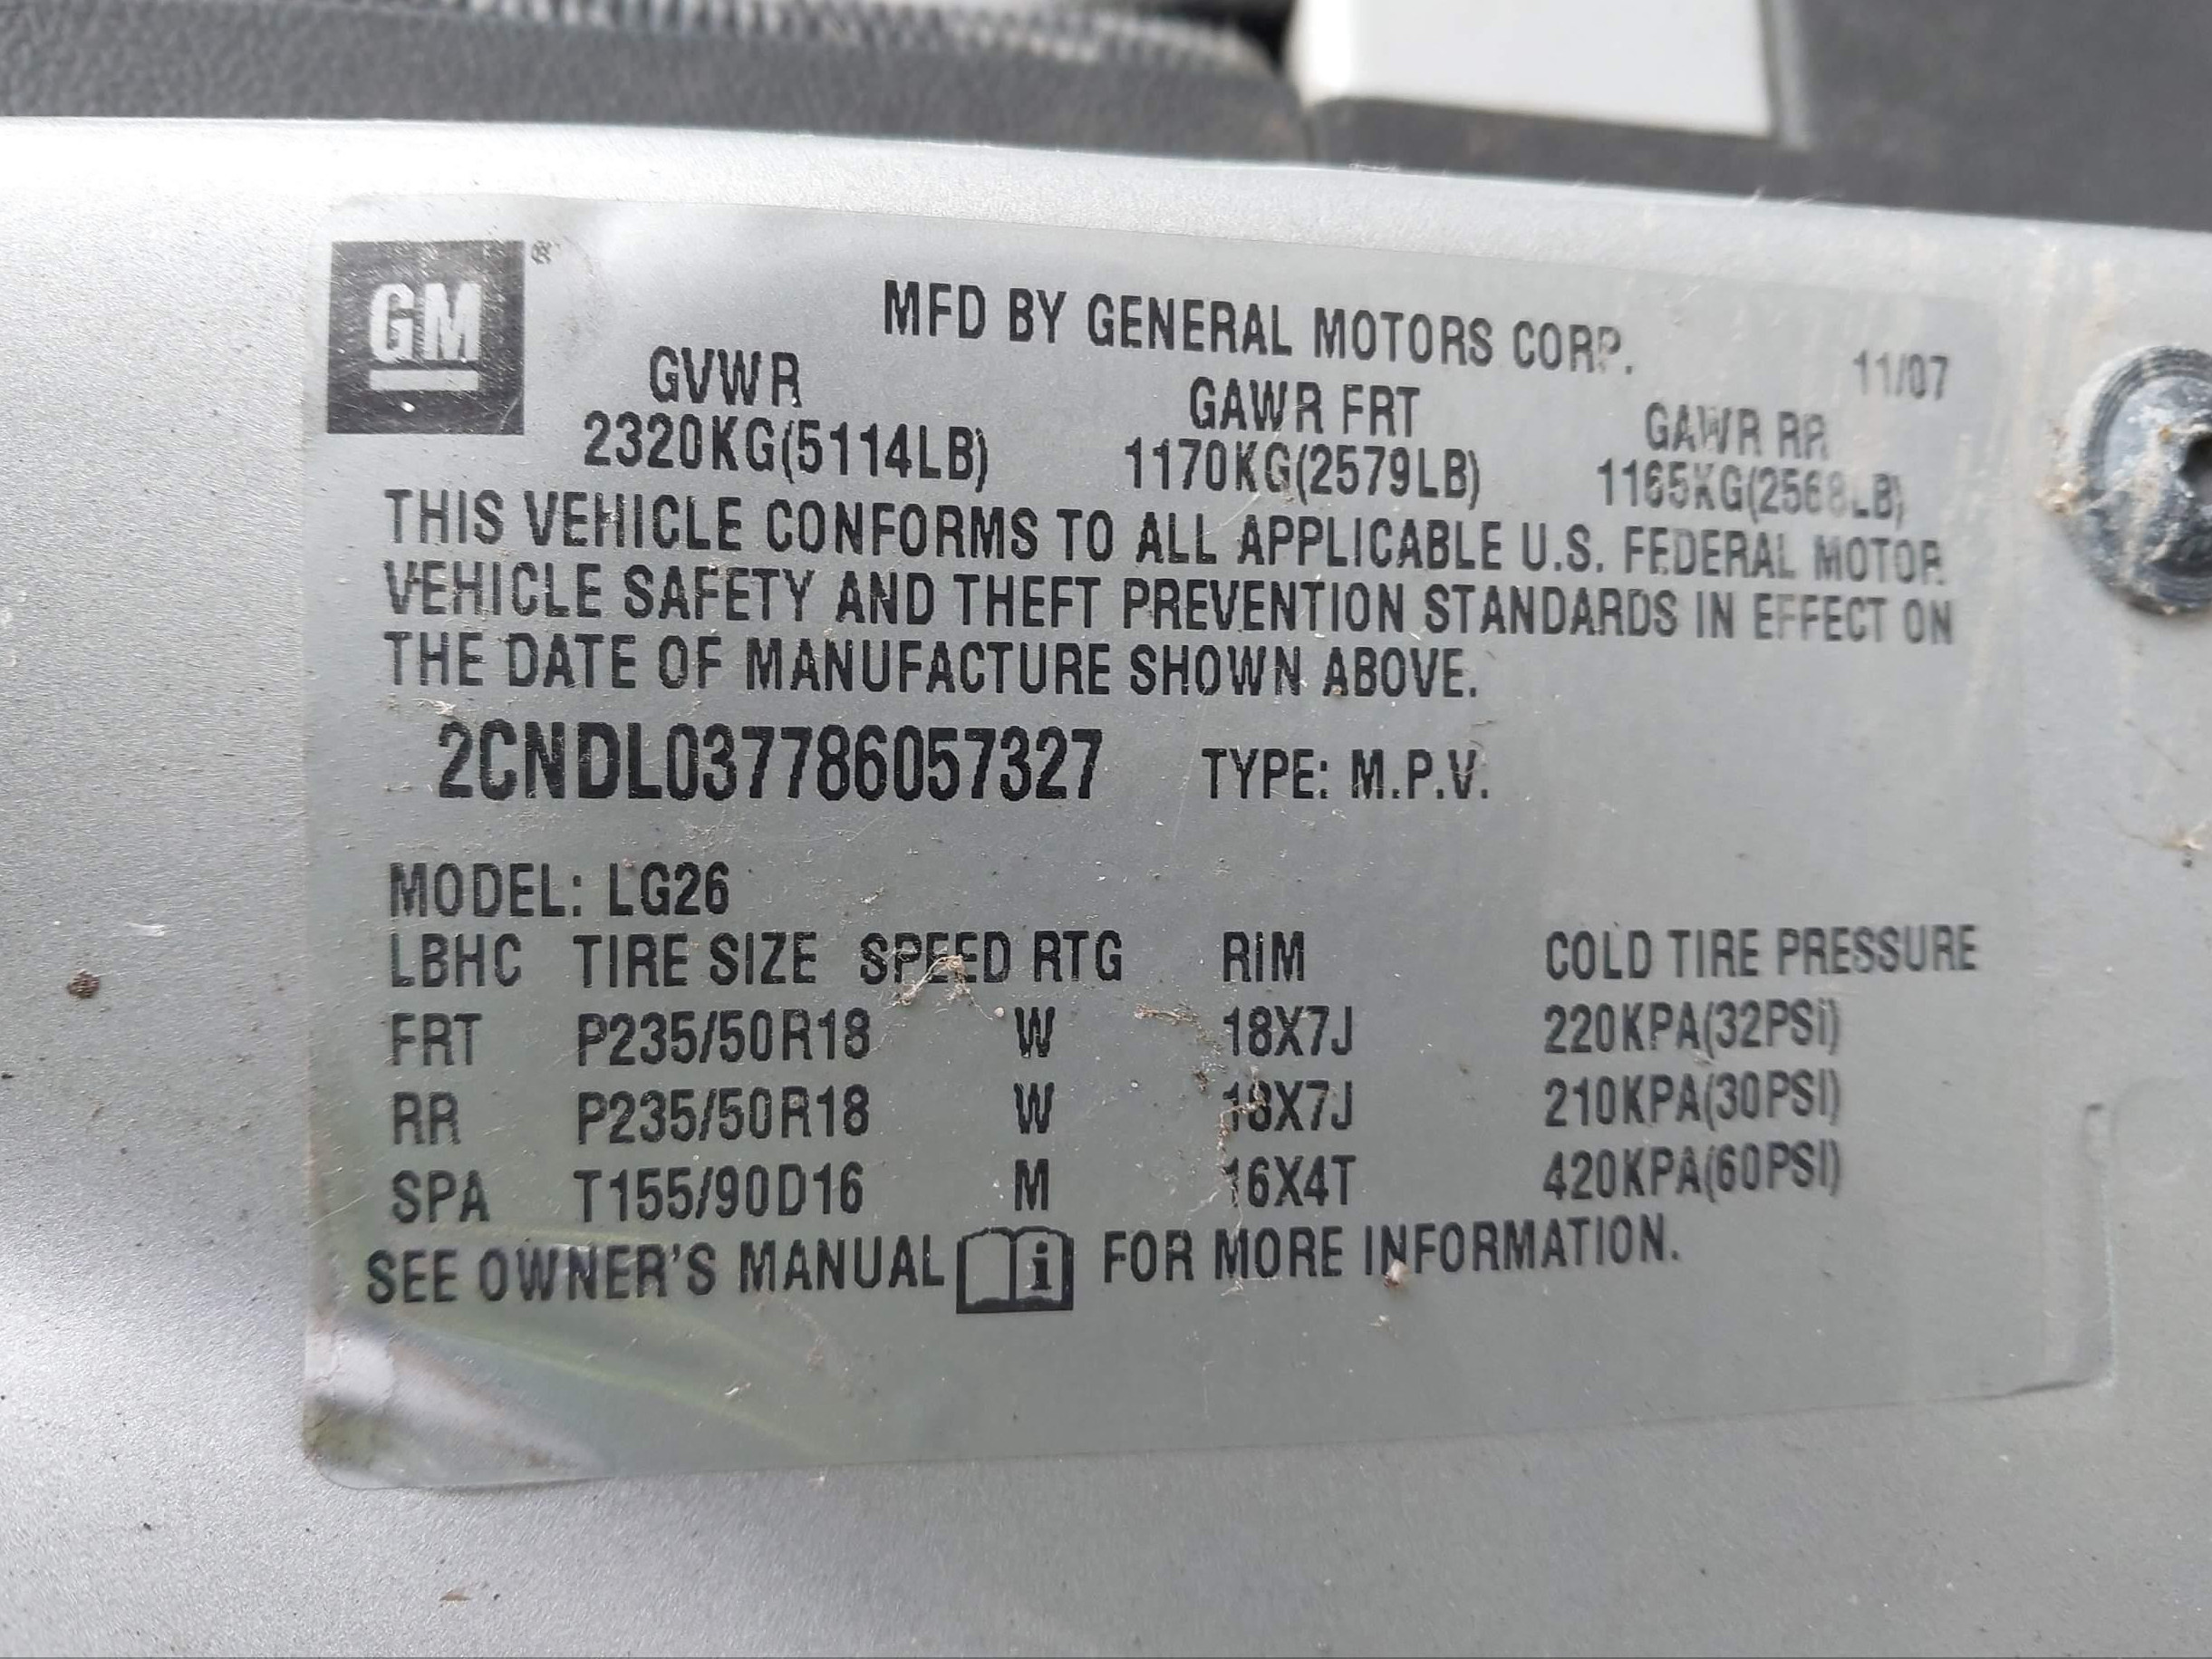 GM ®
MFD BY GENERAL MOTORS CORP. 11/07
GVWR GAWR FRT GAWR RR
2320KG(5114LB) 1170KG(2579LB) 1165KG(2568LB)
THIS VEHICLE CONFORMS TO ALL APPLICABLE U.S. FEDERAL MOTOR
VEHICLE SAFETY AND THEFT PREVENTION STANDARDS IN EFFECT ON
THE DATE OF MANUFACTURE SHOWN ABOVE.
2CNDL037786057327 TYPE: M.P.V.
MODEL: LG26
LBHC TIRE SIZE SPEED RTG RIM COLD TIRE PRESSURE
FRT P235/50R18 W 18X7J 220KPA(32PSI)
RR P235/50R18 W 18X7J 210KPA(30PSI)
SPA T155/90D16 M 16X4T 420KPA(60PSI)
SEE OWNER'S MANUAL i FOR MORE INFORMATION.